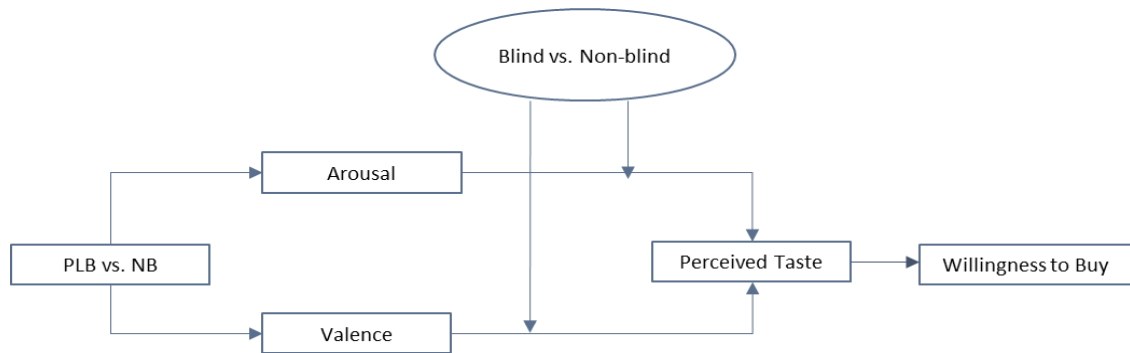 Blind vs. Non-blind
Arousal
PLB vs. NB
Perceived Taste
Willingness to Buy
Valence